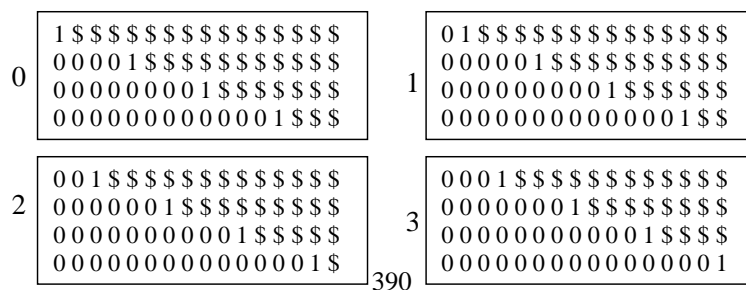 0
1 $ $ $ $ $ $ $ $ $ $ $ $ $ $ $
0 0 0 0 1 $ $ $ $ $ $ $ $ $ $ $
0 0 0 0 0 0 0 0 1 $ $ $ $ $ $ $
0 0 0 0 0 0 0 0 0 0 0 0 1 $ $ $
1
0 1 $ $ $ $ $ $ $ $ $ $ $ $ $ $
0 0 0 0 0 1 $ $ $ $ $ $ $ $ $ $
0 0 0 0 0 0 0 0 0 1 $ $ $ $ $ $
0 0 0 0 0 0 0 0 0 0 0 0 0 1 $ $
2
0 0 1 $ $ $ $ $ $ $ $ $ $ $ $ $
0 0 0 0 0 0 1 $ $ $ $ $ $ $ $ $
0 0 0 0 0 0 0 0 0 0 1 $ $ $ $ $
0 0 0 0 0 0 0 0 0 0 0 0 0 0 1 $
3
0 0 0 1 $ $ $ $ $ $ $ $ $ $ $ $
0 0 0 0 0 0 0 1 $ $ $ $ $ $ $ $
0 0 0 0 0 0 0 0 0 0 0 1 $ $ $ $
0 0 0 0 0 0 0 0 0 0 0 0 0 0 0 1
390